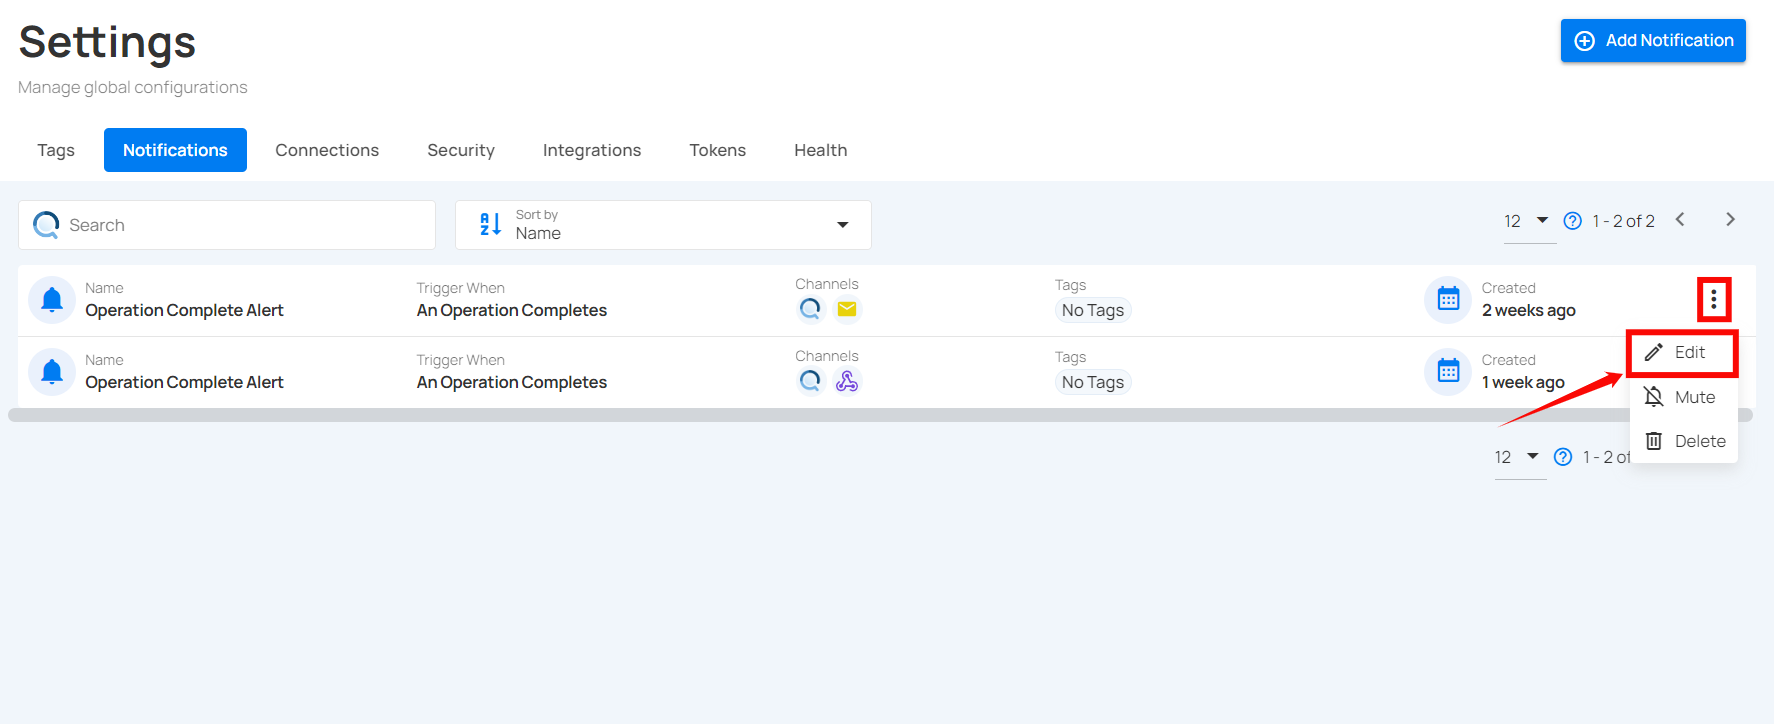 Settings
Add Notification
Manage global configurations
Tags Notifications Connections Security Integrations Tokens Health
Search
Sort by
Name
12 1 - 2 of 2
Name Trigger When Channels Tags Created
Operation Complete Alert An Operation Completes No Tags 2 weeks ago
Edit
Name Trigger When Channels Tags Created
Operation Complete Alert An Operation Completes No Tags 1 week ago
Mute
Delete
12 1 - 2 of